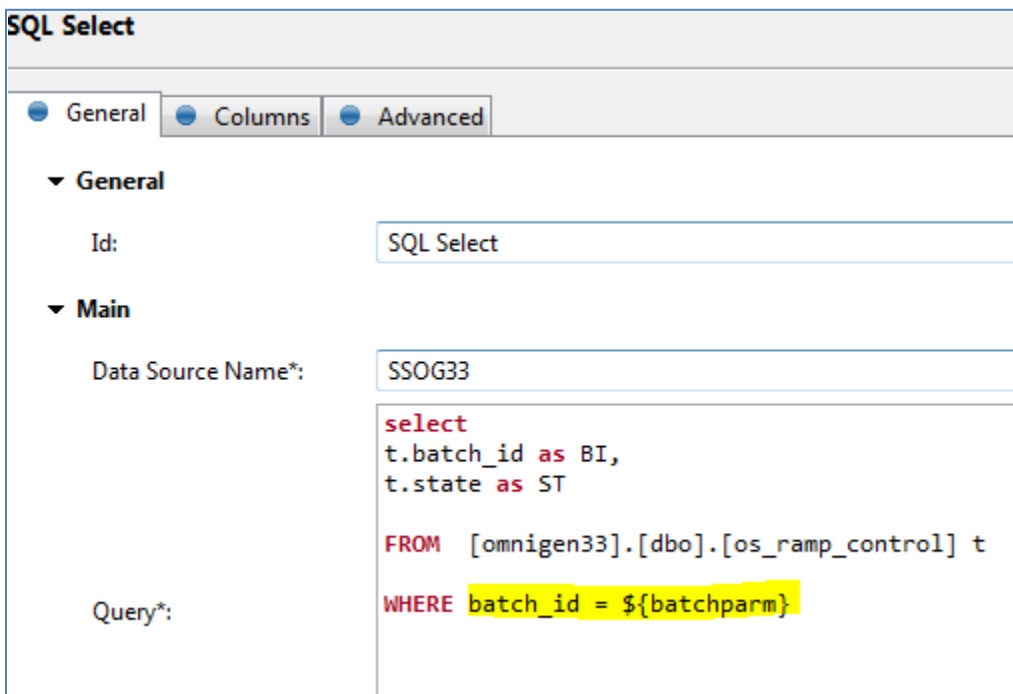 SQL Select
General Columns Advanced
General
Id: SQL Select
Main
Data Source Name*: SSOG33
select
t.batch_id as BI,
t.state as ST
FROM [omnigen33].[dbo].[os_ramp_control] t
Query*: WHERE batch_id = ${batchparm}